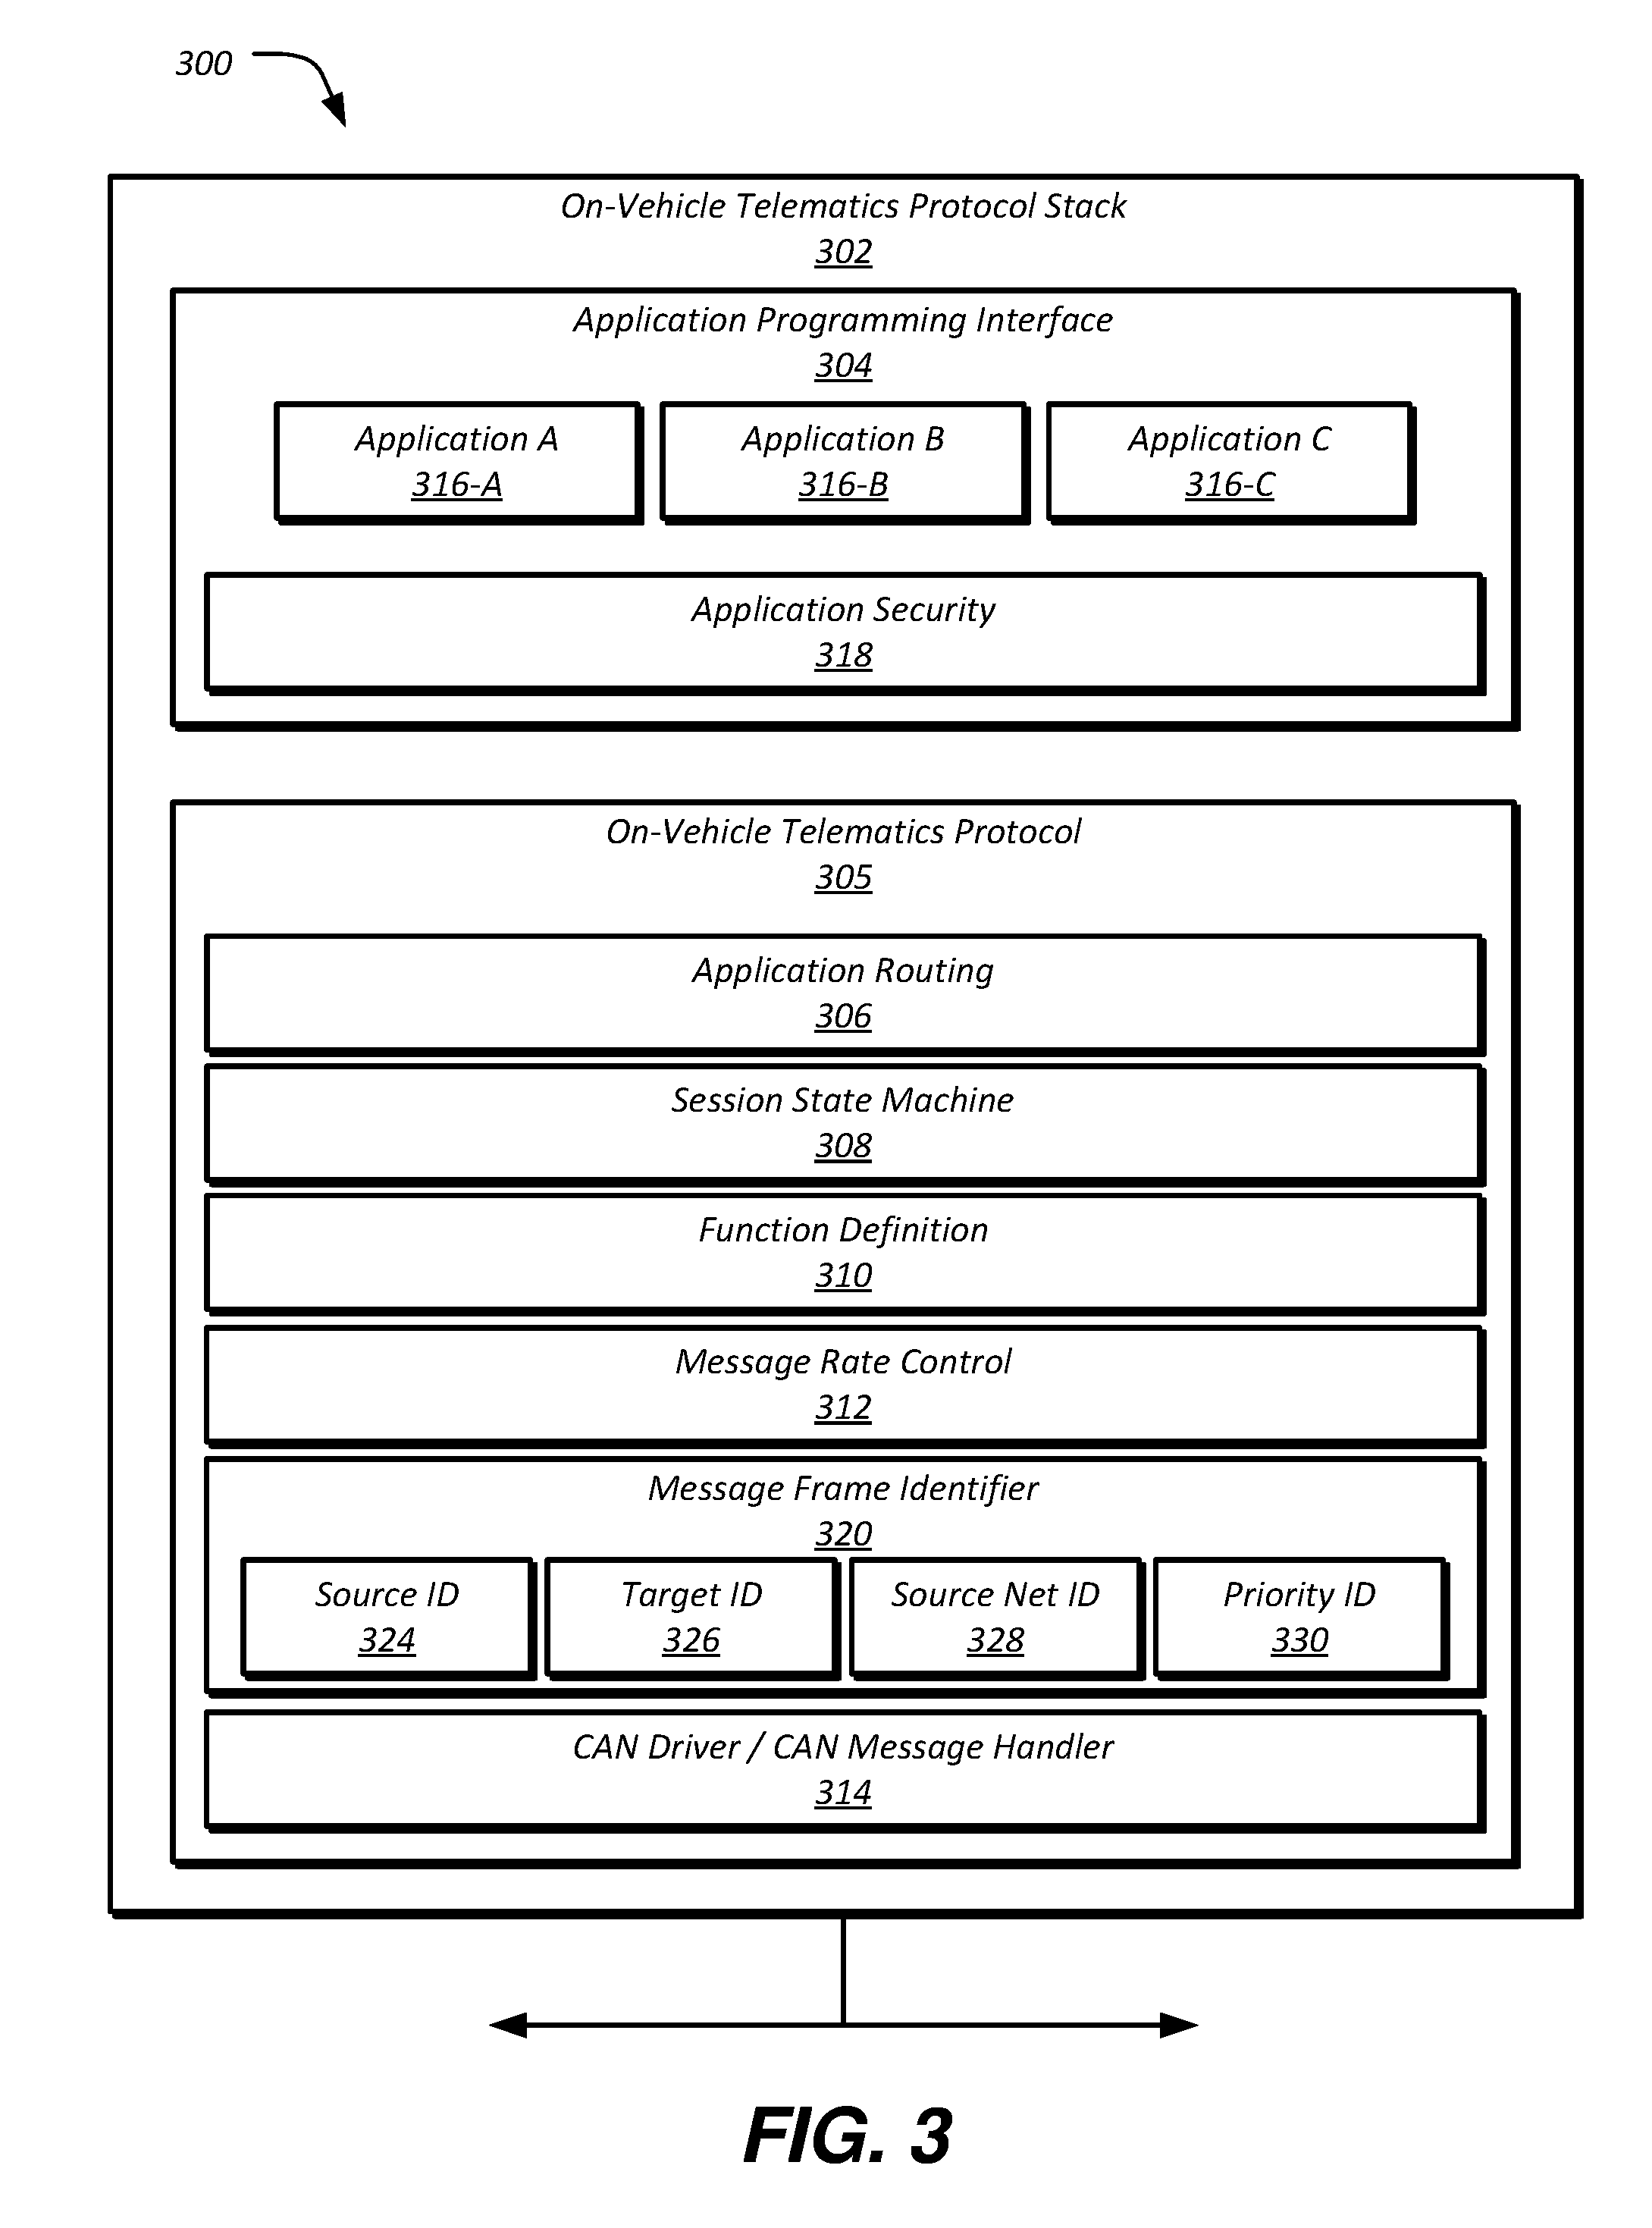 300
On-Vehicle Telematics Protocol Stack
302
Application Programming Interface
304
Application A
316-A
Application B
316-B
Application C
316-C
Application Security
318
On-Vehicle Telematics Protocol
305
Application Routing
306
Session State Machine
308
Function Definition
310
Message Rate Control
312
Message Frame Identifier
320
Source ID
324
Target ID
326
Source Net ID
328
Priority ID
330
CAN Driver / CAN Message Handler
314
FIG. 3